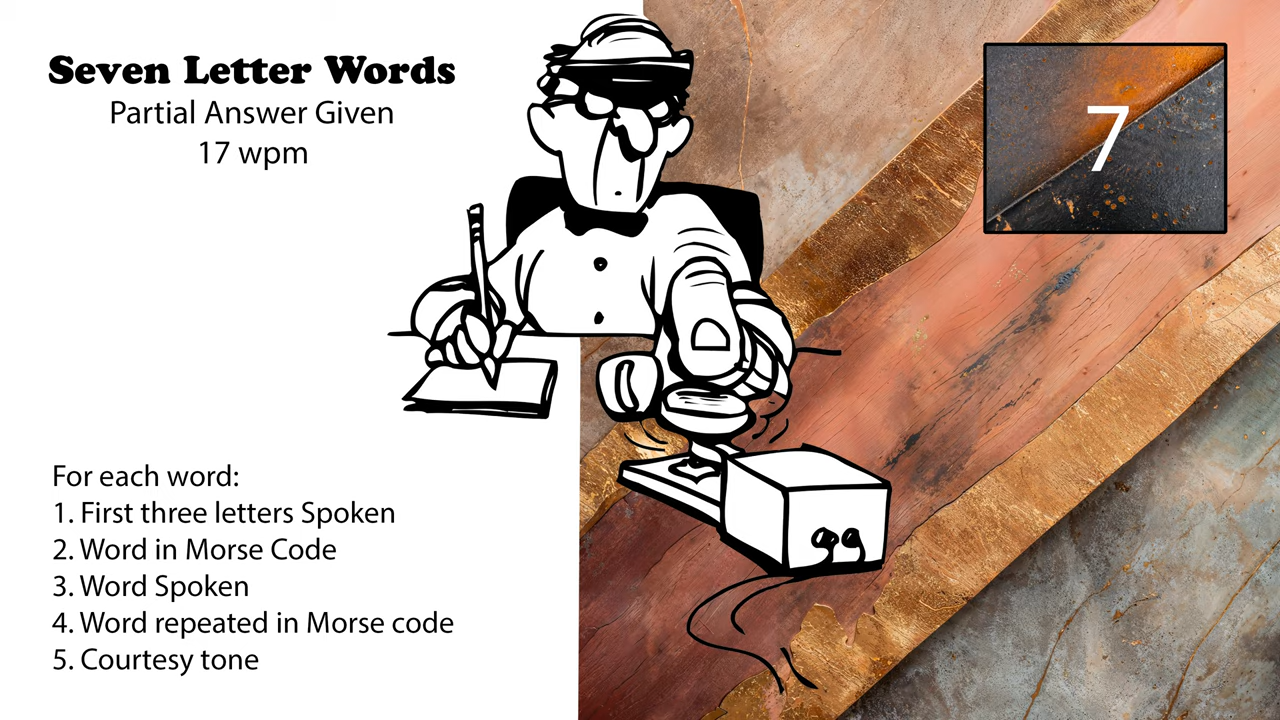 Seven Letter Words
Partial Answer Given
17 wpm
7
For each word:
1. First three letters Spoken
2. Word in Morse Code
3. Word Spoken
4. Word repeated in Morse code
5. Courtesy tone